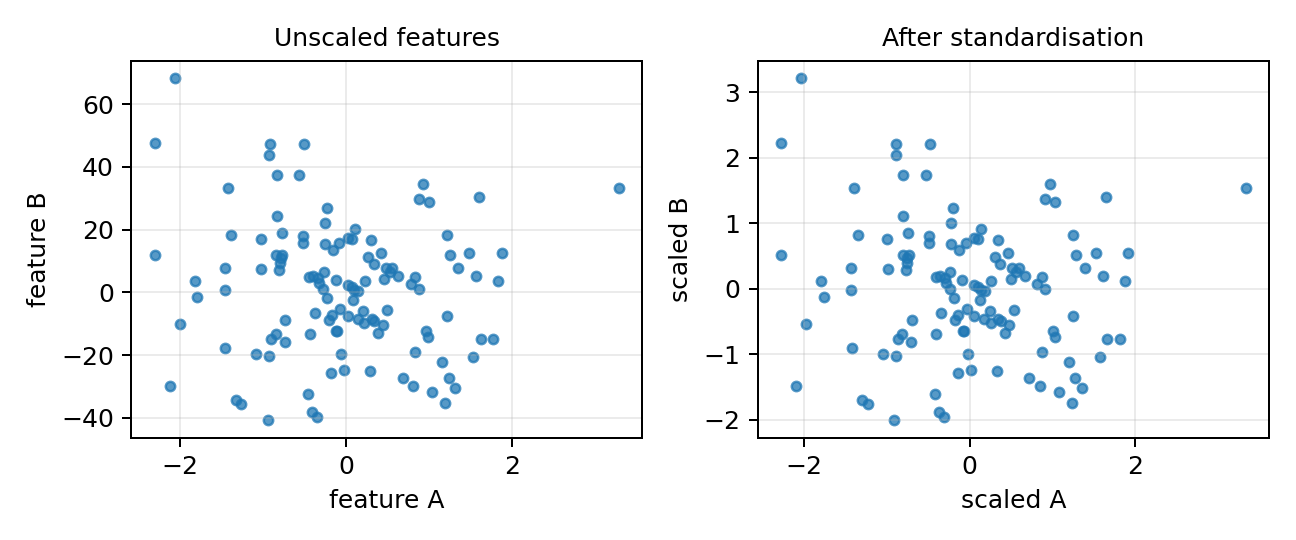 Unscaled features
60
40
20
0
−20
−40
feature B
−2 0 2
feature A
After standardisation
3
2
1
0
−1
−2
scaled B
−2 0 2
scaled A